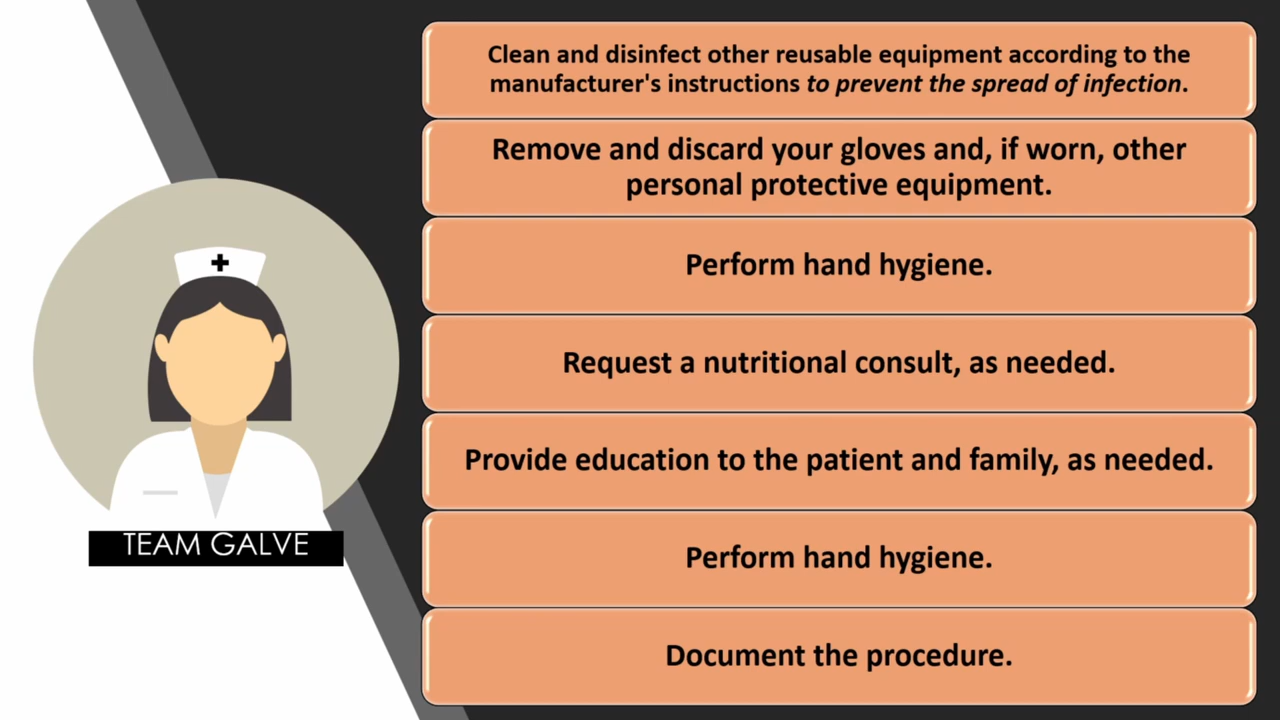 Clean and disinfect other reusable equipment according to the
manufacturer's instructions to prevent the spread of infection.
Remove and discard your gloves and, if worn, other
personal protective equipment.
Perform hand hygiene.
Request a nutritional consult, as needed.
Provide education to the patient and family, as needed.
Perform hand hygiene.
Document the procedure.
TEAM GALVE